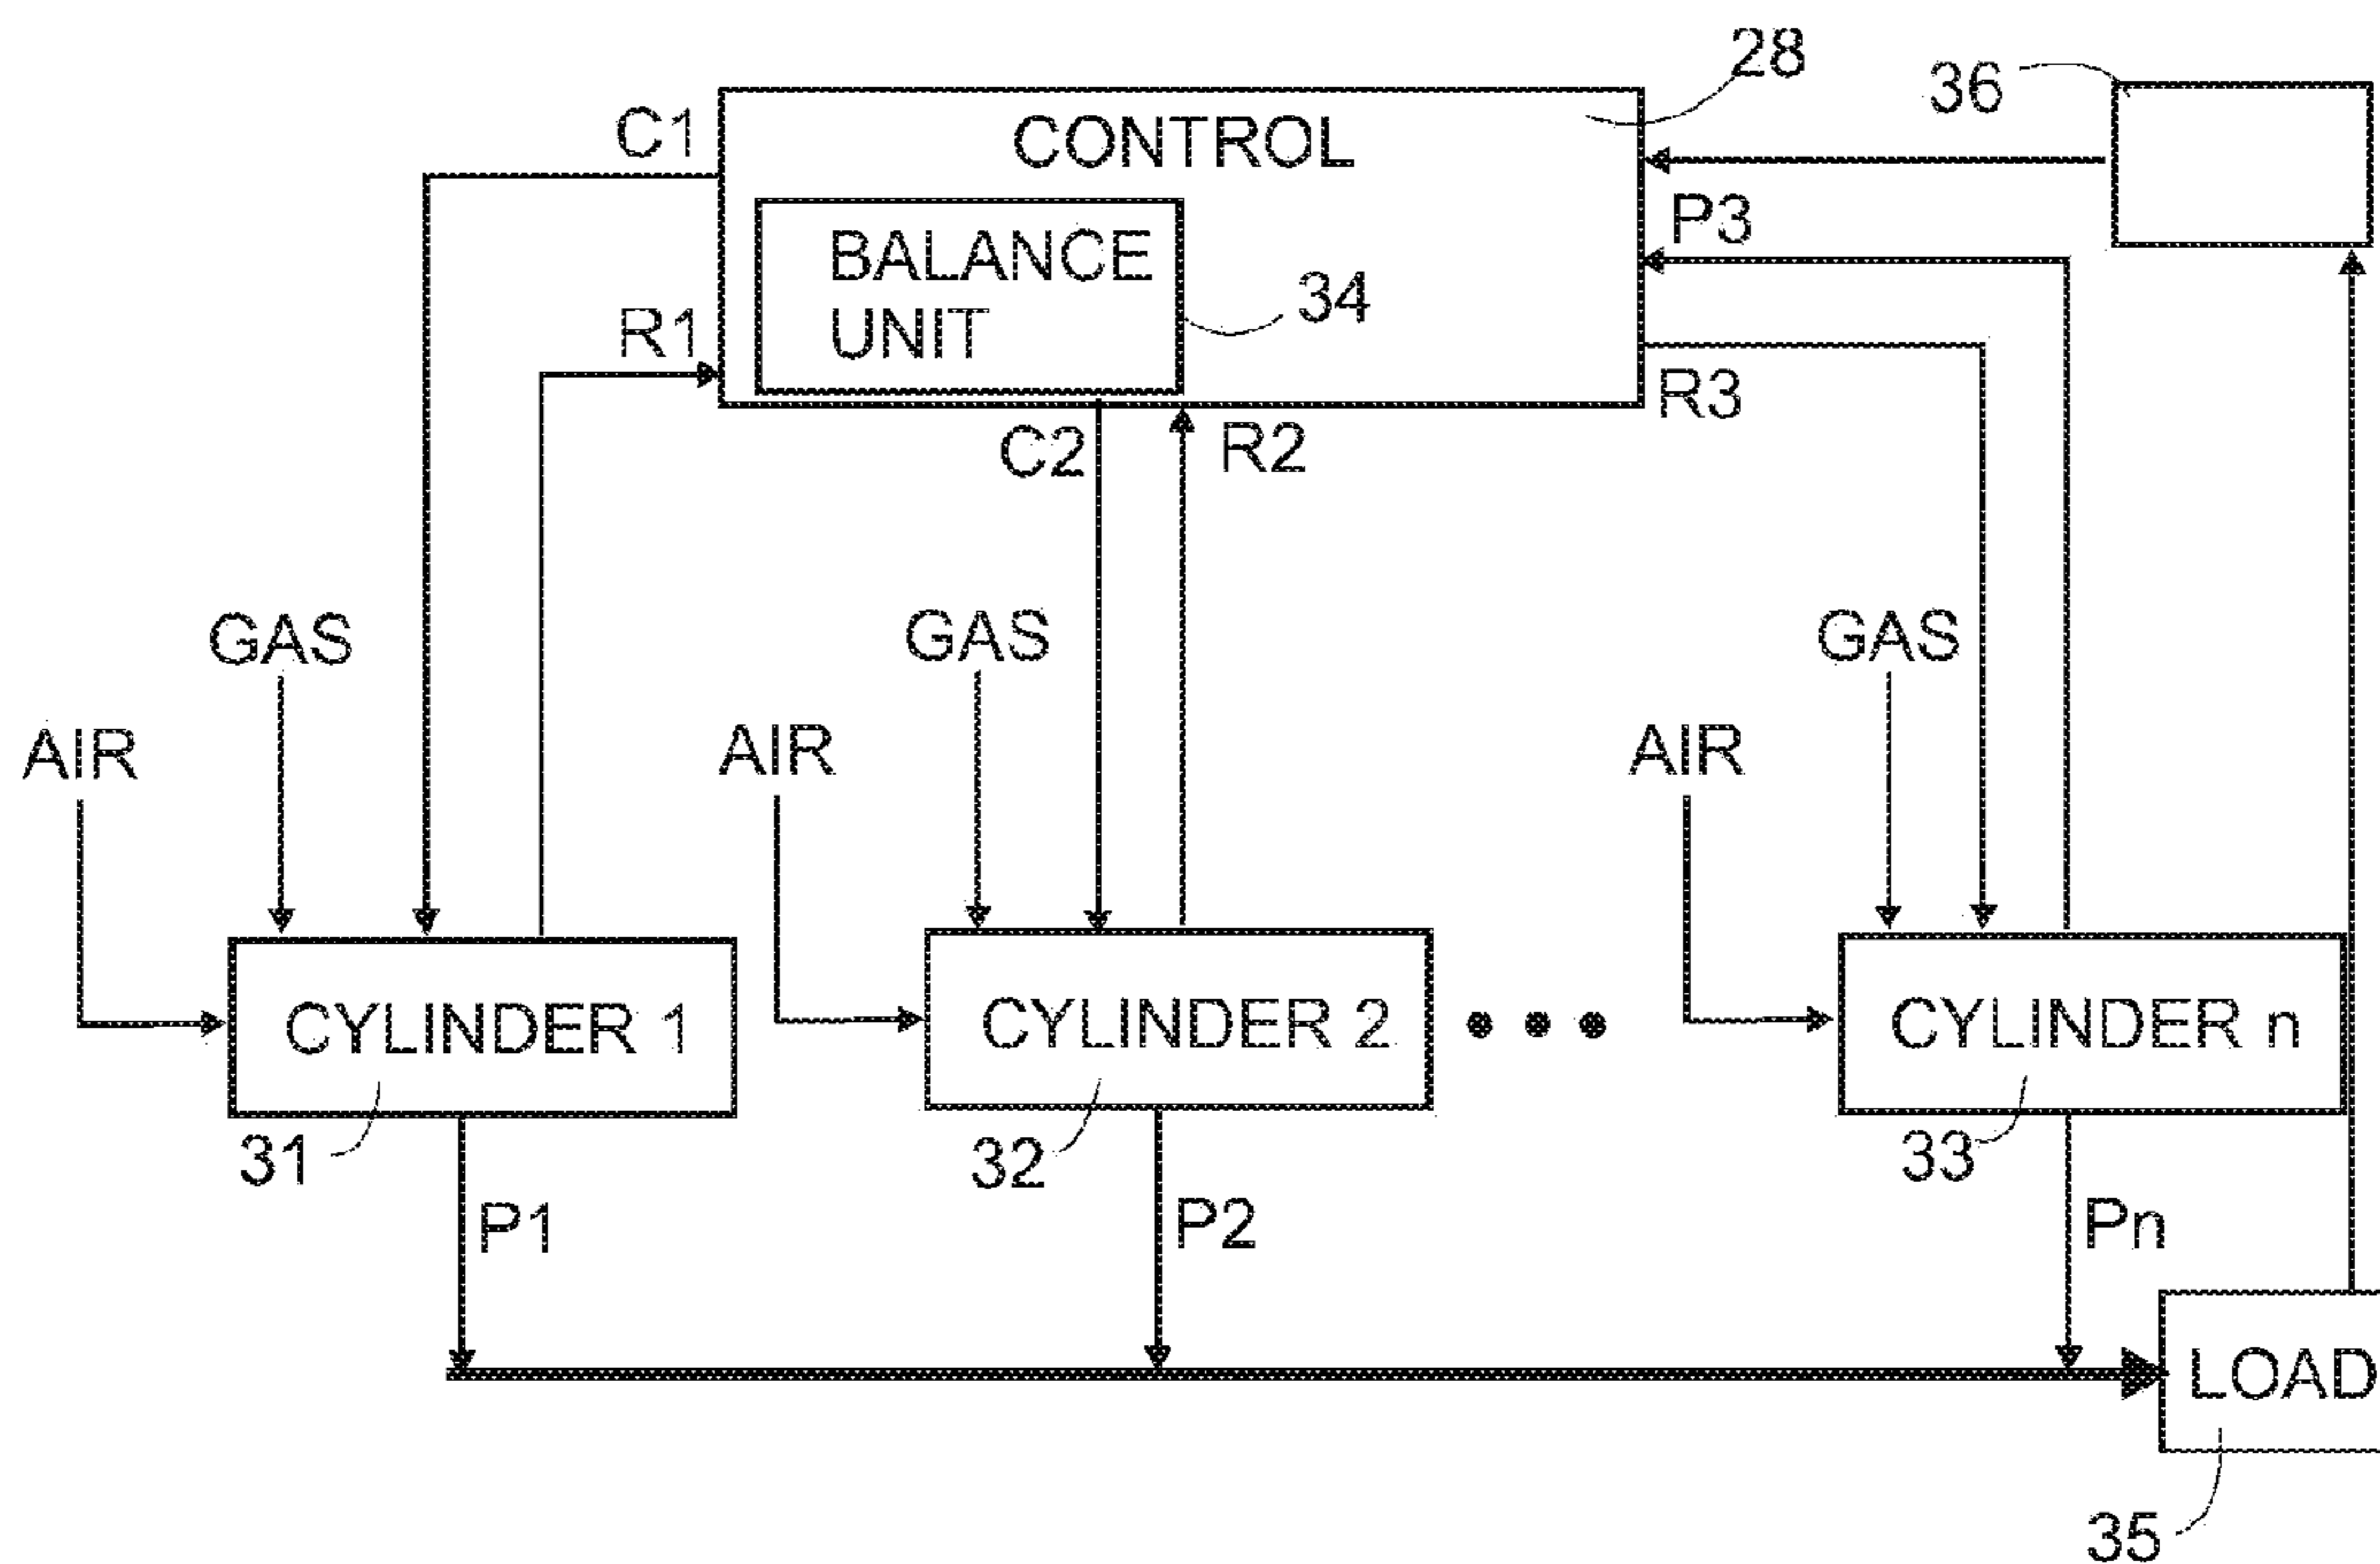 28
36
C1
CONTROL
P3
BALANCE
UNIT
34
R1
R3
C2
R2
GAS
GAS
GAS
AIR
AIR
AIR
CYLINDER 1
CYLINDER 2
CYLINDER n
31
32
33
P1
P2
Pn
LOAD
35